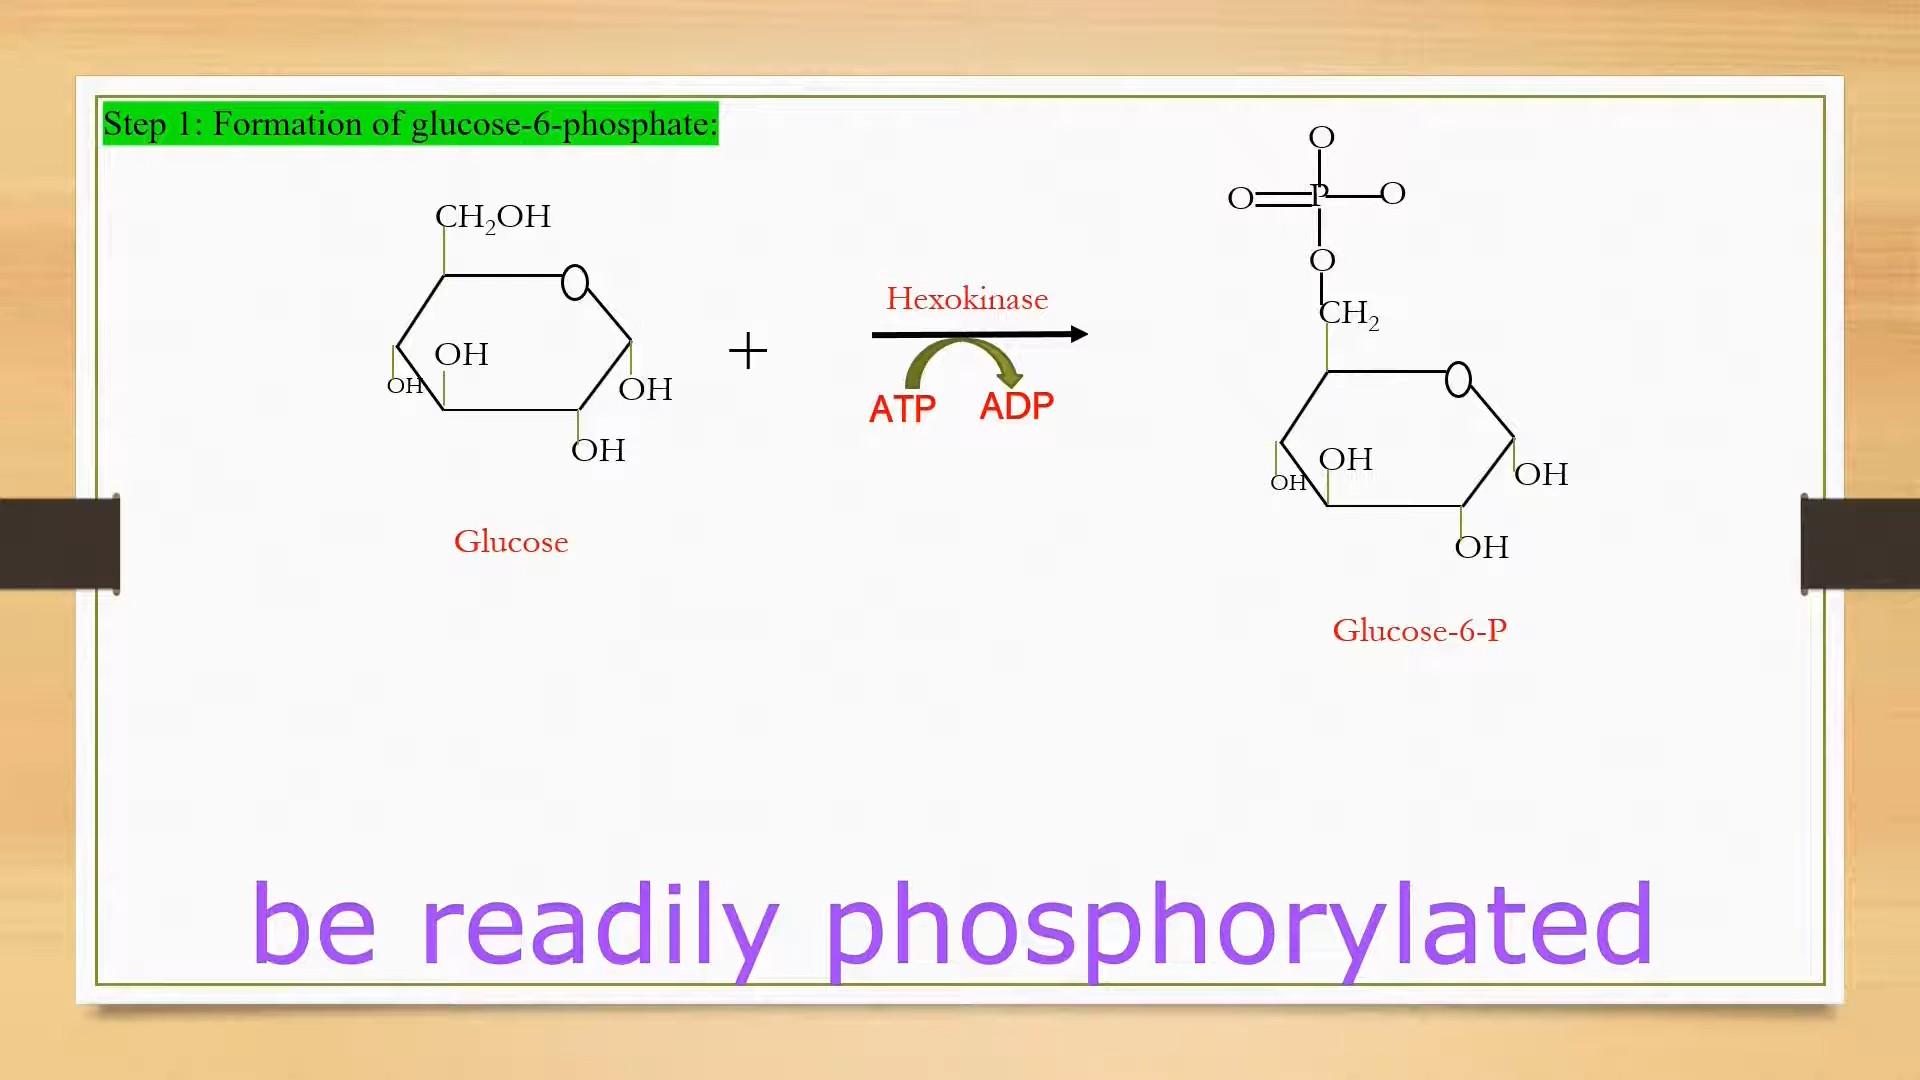 Step 1: Formation of glucose-6-phosphate:
CH₂OH
O
OH
OH
OH
OH
Glucose
+
Hexokinase
ATP ADP
O
O P O
O
CH₂
O
OH
OH
OH
OH
Glucose-6-P
be readily phosphorylated